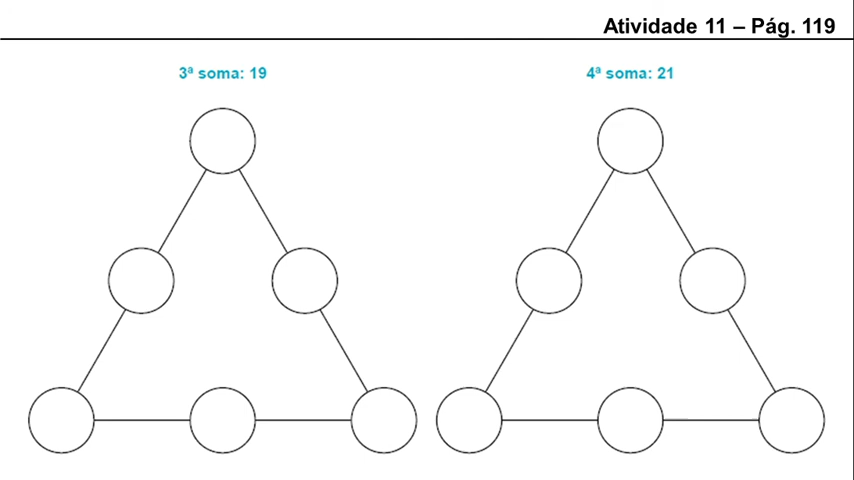 Atividade 11 – Pág. 119
3ª soma: 19
4ª soma: 21